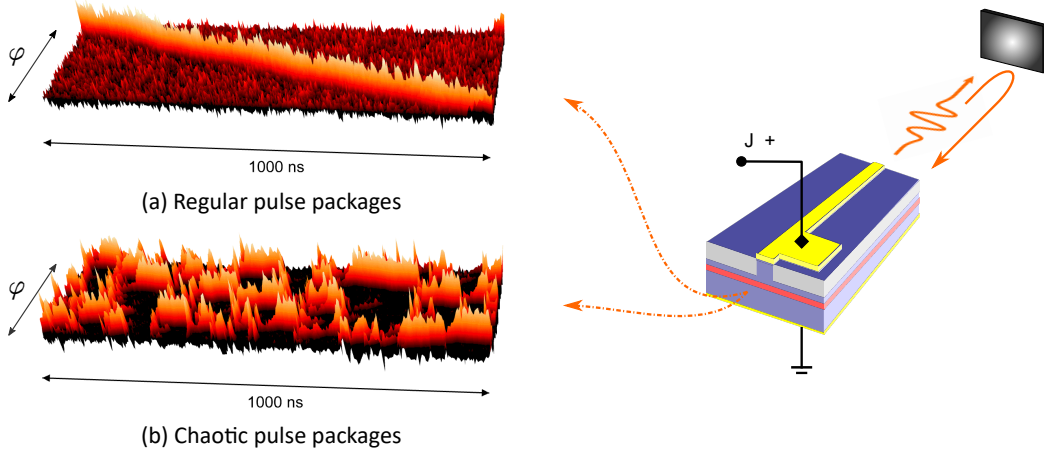 φ
1000 ns
(a) Regular pulse packages
φ
1000 ns
(b) Chaotic pulse packages
J +